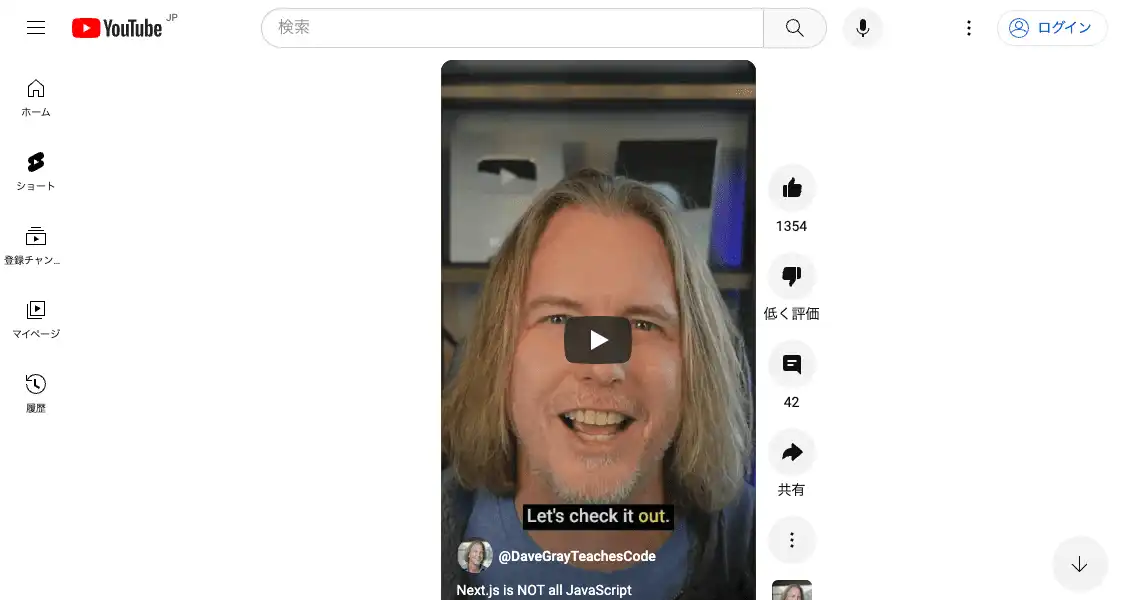 YouTube JP
検索
ログイン
ホーム
ショート
登録チャン...
マイページ
履歴
1354
低く評価
42
共有
Let's check it out.
@DaveGrayTeachesCode
Next.js is NOT all JavaScript